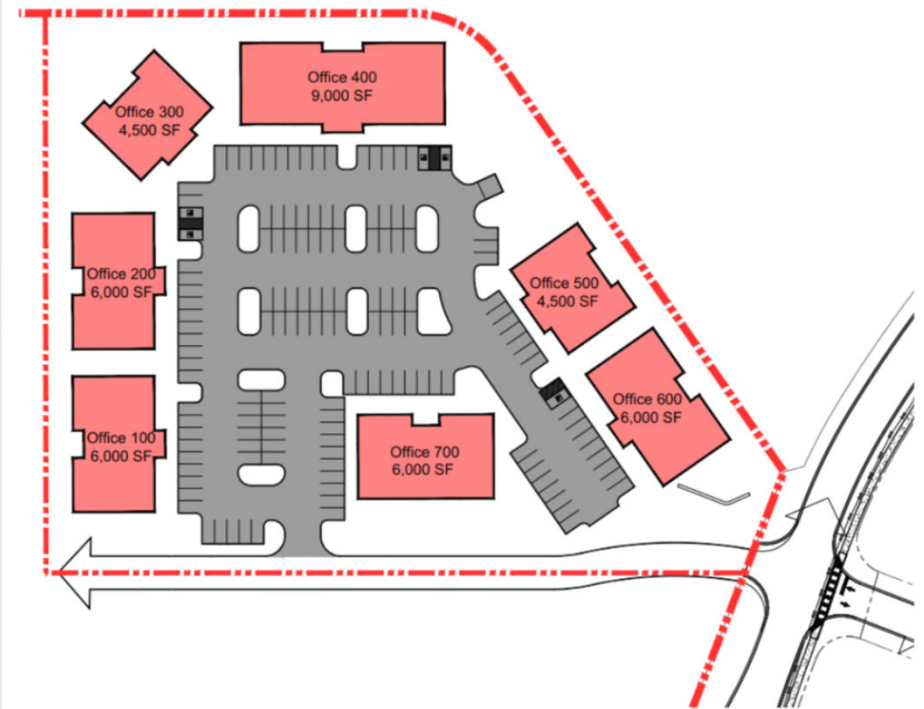 Office 400
9,000 SF
Office 300
4,500 SF
Office 200
6,000 SF
Office 500
4,500 SF
Office 100
6,000 SF
Office 600
6,000 SF
Office 700
6,000 SF